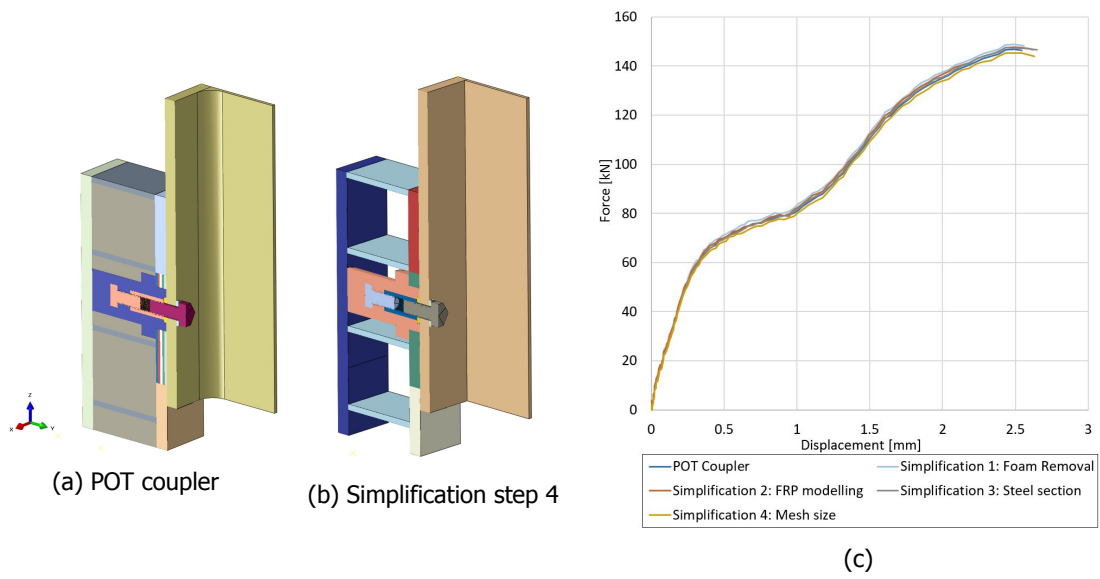 (a) POT coupler
z
x
Y
(b) Simplification step 4
160
140
120
100
80
60
40
20
0
Force [kN]
0 0.5 1 1.5 2 2.5 3
Displacement [mm]
POT Coupler
Simplification 1: Foam Removal
Simplification 2: FRP modelling
Simplification 3: Steel section
Simplification 4: Mesh size
(c)